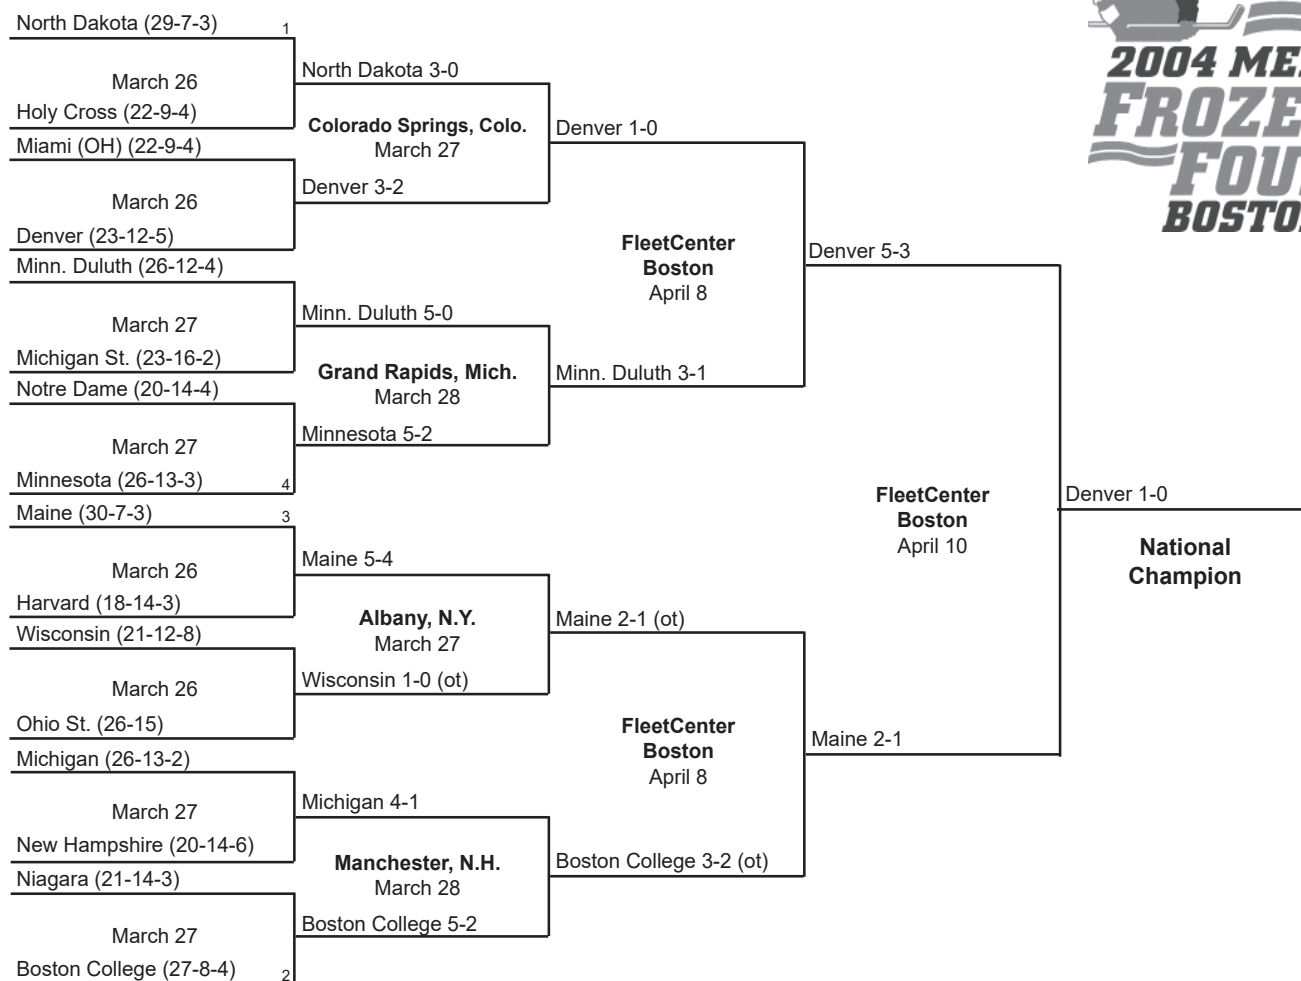 North Dakota (29-7-3) 1
March 26
Holy Cross (22-9-4)
Miami (OH) (22-9-4)
March 26
Denver (23-12-5)
Minn. Duluth (26-12-4)
March 27
Michigan St. (23-16-2)
Notre Dame (20-14-4)
March 27
Minnesota (26-13-3) 4
Maine (30-7-3) 3
March 26
Harvard (18-14-3)
Wisconsin (21-12-8)
March 26
Ohio St. (26-15)
Michigan (26-13-2)
March 27
New Hampshire (20-14-6)
Niagara (21-14-3)
March 27
Boston College (27-8-4) 2
North Dakota 3-0
Colorado Springs, Colo.
March 27
Denver 3-2
Minn. Duluth 5-0
Grand Rapids, Mich.
March 28
Minnesota 5-2
Maine 5-4
Albany, N.Y.
March 27
Wisconsin 1-0 (ot)
Michigan 4-1
Manchester, N.H.
March 28
Boston College 5-2
Denver 1-0
FleetCenter
Boston
April 8
Minn. Duluth 3-1
Maine 2-1 (ot)
FleetCenter
Boston
April 8
Boston College 3-2 (ot)
Denver 5-3
FleetCenter
Boston
April 10
Maine 2-1
Denver 1-0
National
Champion
2004 ME
FROZE
FOU
BOSTO